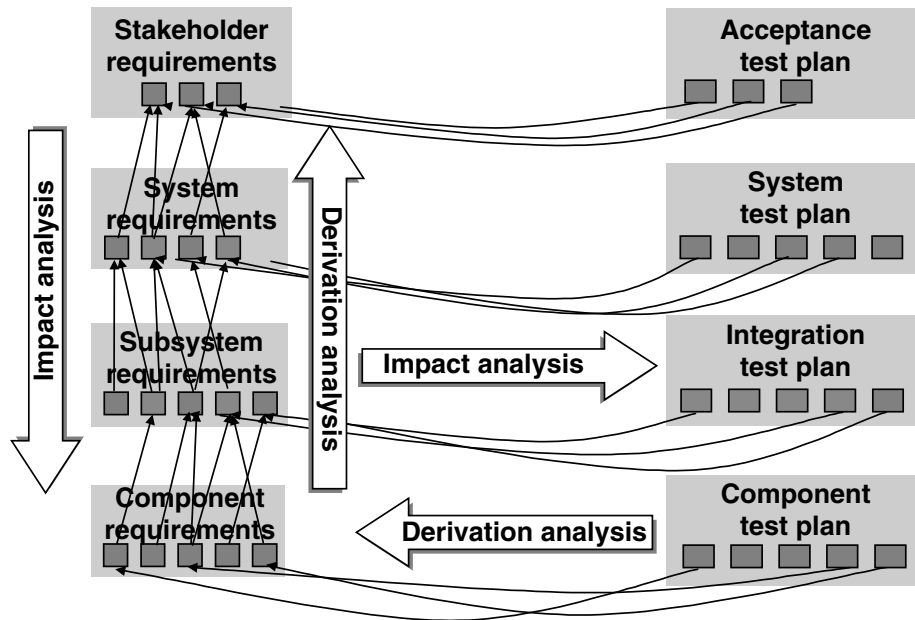 Stakeholder
requirements
Acceptance
test plan
System
requirements
System
test plan
Impact analysis
Derivation analysis
Subsystem
requirements
Impact analysis
Integration
test plan
Component
requirements
Derivation analysis
Component
test plan